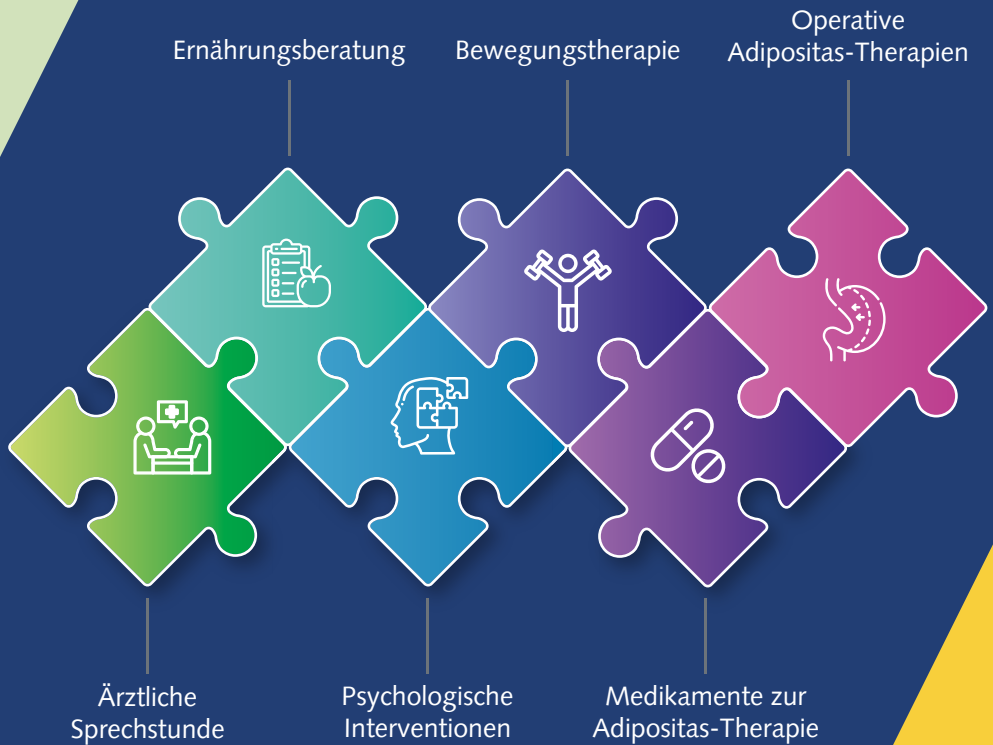 Ernährungsberatung
Bewegungstherapie
Operative
Adipositas-Therapien
Ärztliche
Sprechstunde
Psychologische
Interventionen
Medikamente zur
Adipositas-Therapie